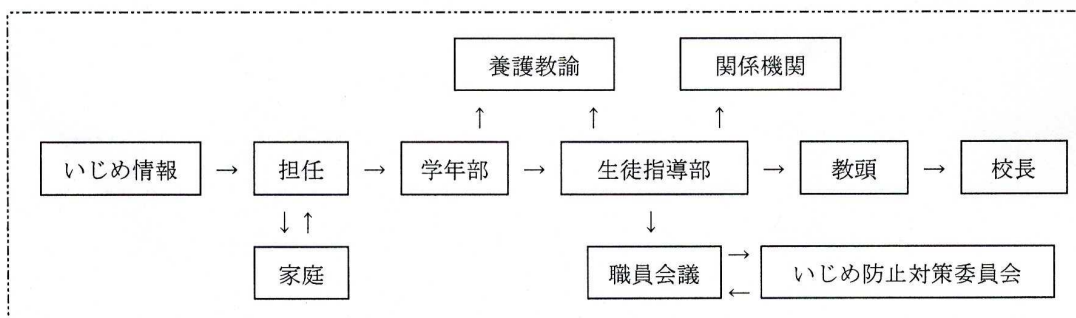 養護教諭
関係機関
いじめ情報 → 担任 → 学年部 → 生徒指導部 → 教頭 → 校長
家庭
職員会議
いじめ防止対策委員会